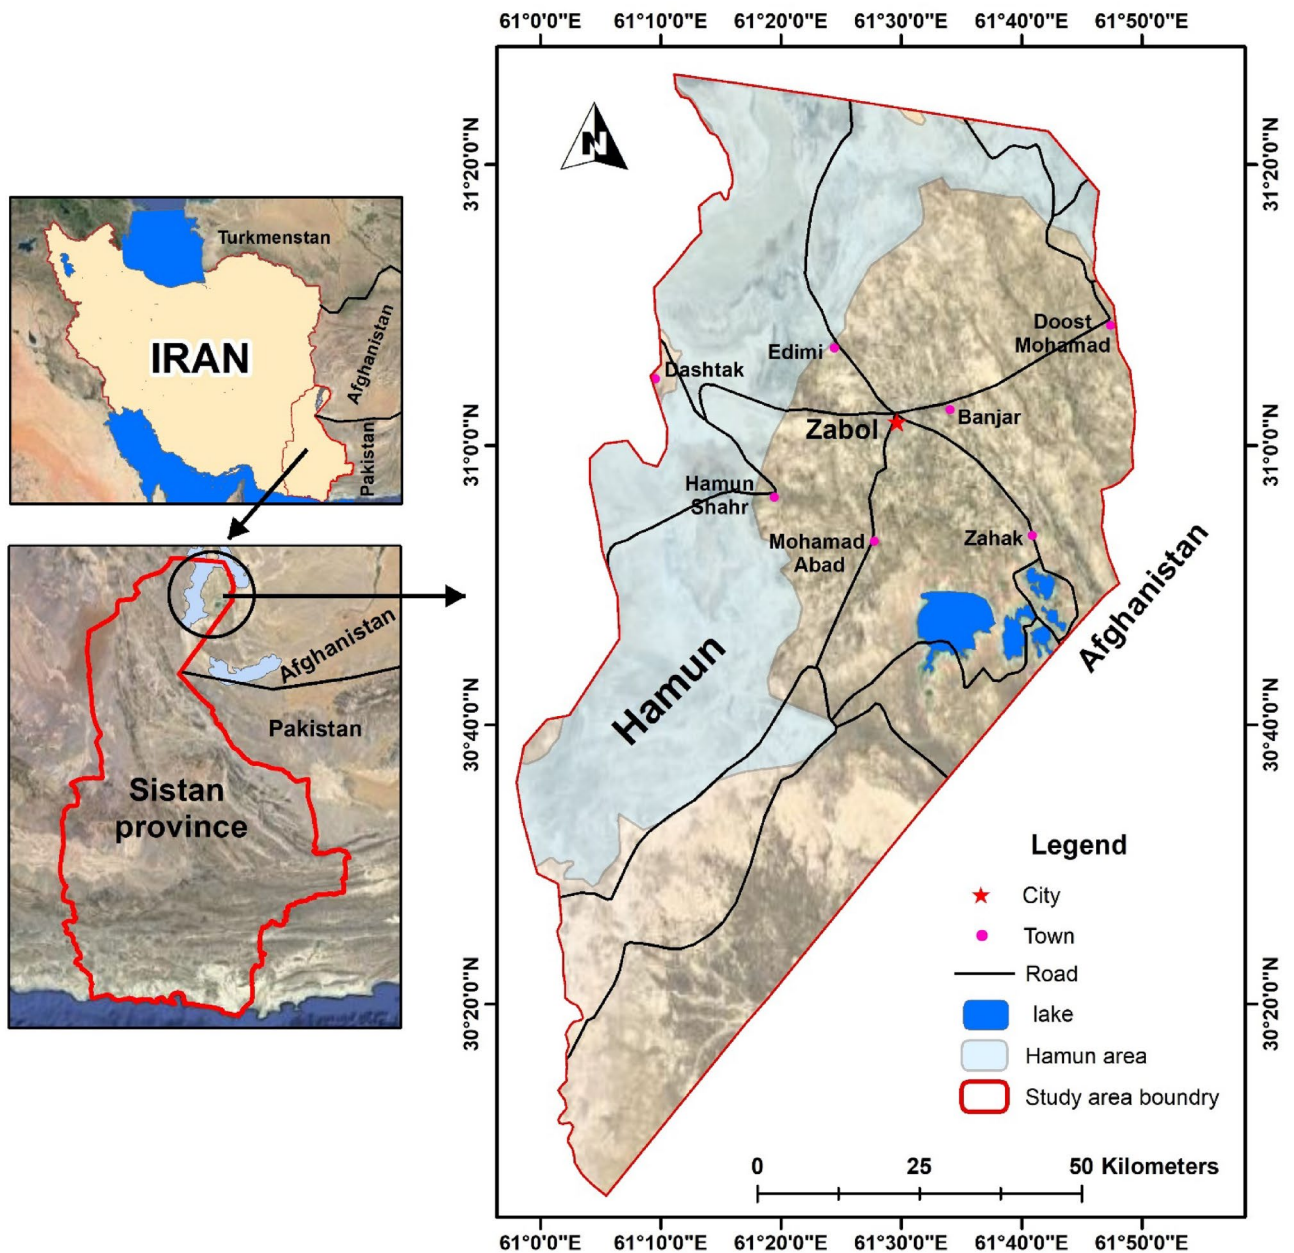 61°0'0"E 61°10'0"E 61°20'0"E 61°30'0"E 61°40'0"E 61°50'0"E
31°20'0"N
31°0'0"N
30°40'0"N
30°20'0"N
31°20'0"N
31°0'0"N
30°40'0"N
30°20'0"N
Turkmenstan
IRAN
Afghanistan
Pakistan
Afghanistan
Pakistan
Sistan
province
N
Doost
Mohamad
Edimi
Dashtak
Banjar
Zabol
Hamun
Shahr
Mohamad
Abad
Zahak
Hamun
Afghanistan
Legend
City
Town
Road
lake
Hamun area
Study area boundry
0 25 50 Kilometers
61°0'0"E 61°10'0"E 61°20'0"E 61°30'0"E 61°40'0"E 61°50'0"E